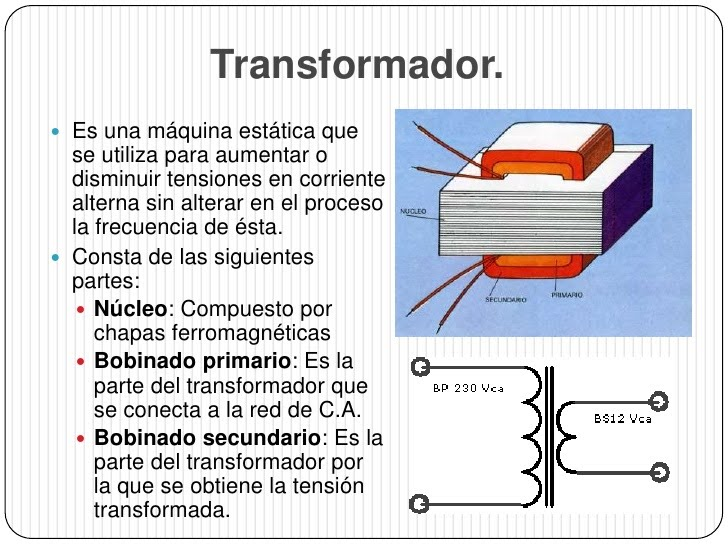 Transformador.
Es una máquina estática que
se utiliza para aumentar o
disminuir tensiones en corriente
alterna sin alterar en el proceso
la frecuencia de ésta.
Consta de las siguientes
partes:
Núcleo: Compuesto por
chapas ferromagnéticas
Bobinado primario: Es la
parte del transformador que
se conecta a la red de C.A.
Bobinado secundario: Es la
parte del transformador por
la que se obtiene la tensión
transformada.
NUCLEO
SECUNDARIO
PRIMARIO
BP 230 Vca
BS12 Vca